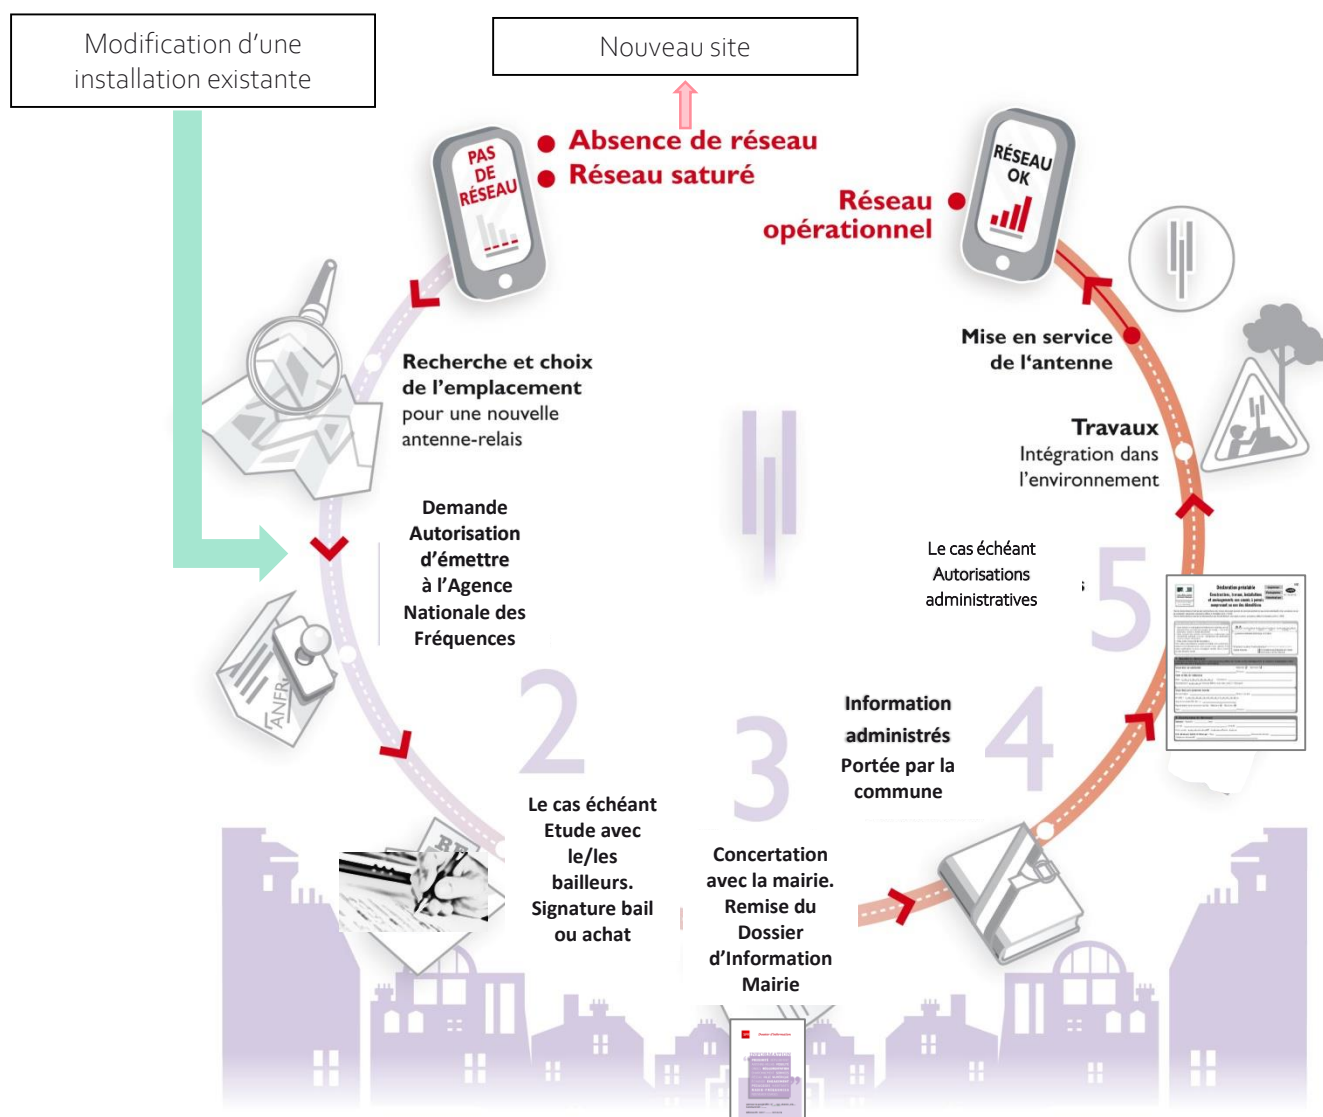 Modification d’une
installation existante
Nouveau site
PAS
DE
RÉSEAU
Absence de réseau
Réseau saturé
RÉSEAU
OK
Réseau
opérationnel
Recherche et choix
de l’emplacement
pour une nouvelle
antenne-relais
Mise en service
de l‘antenne
Travaux
Intégration dans
l’environnement
Demande
Autorisation
d’émettre
à l’Agence
Nationale des
Fréquences
ANFR
Le cas échéant
Autorisations
administratives
s
5
Déclaration préalable
2
Le cas échéant
Etude avec
le/les
bailleurs.
Signature bail
ou achat
3
Concertation
avec la mairie.
Remise du
Dossier
d’Information
Mairie
4
Information
administrés
Portée par la
commune
INFORMATION